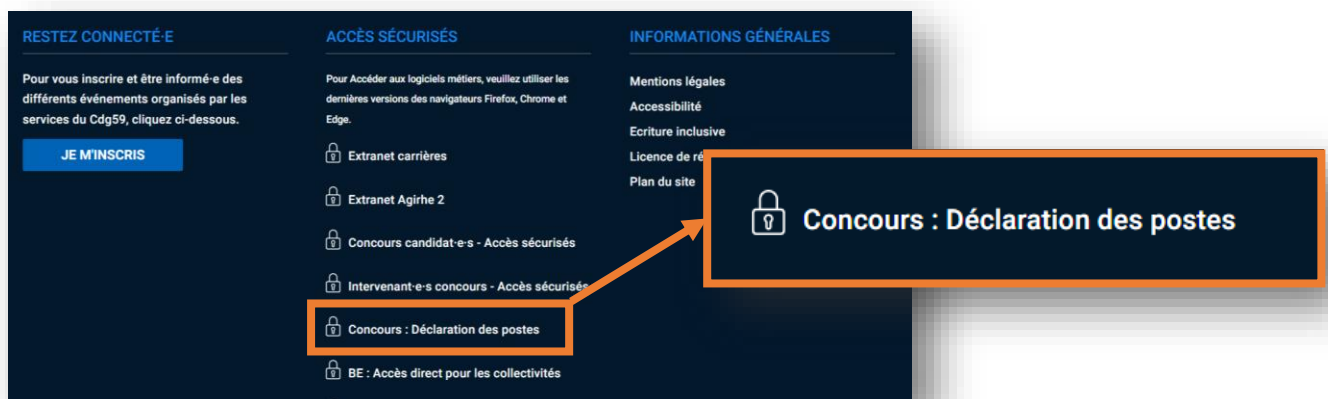 RESTEZ CONNECTÉ·E
Pour vous inscrire et être informé·e des
différents événements organisés par les
services du Cdg59, cliquez ci-dessous.
JE M'INSCRIS
ACCÈS SÉCURISÉS
Pour Accéder aux logiciels métiers, veuillez utiliser les
dernières versions des navigateurs Firefox, Chrome et
Edge.
Extranet carrières
Extranet Agirhe 2
Concours candidat·e·s - Accès sécurisés
Intervenant·e·s concours - Accès sécurisés
Concours : Déclaration des postes
BE : Accès direct pour les collectivités
INFORMATIONS GÉNÉRALES
Mentions légales
Accessibilité
Ecriture inclusive
Licence de
Plan du site
Concours : Déclaration des postes